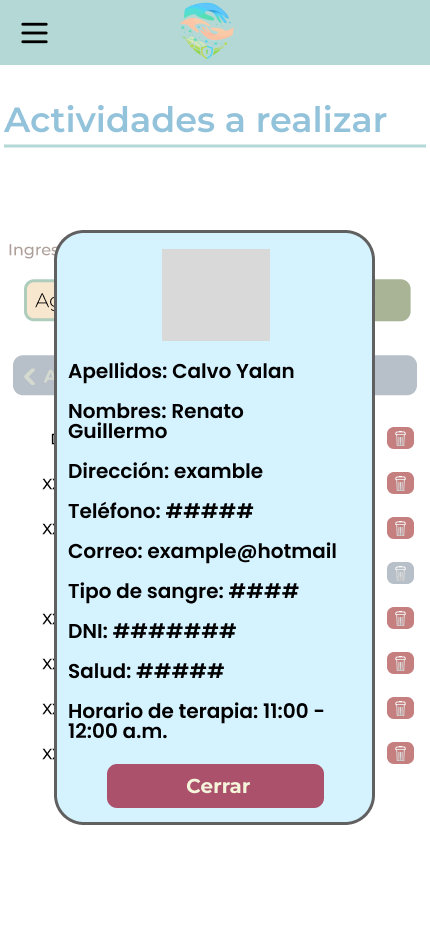 Actividades a realizar
Ingres
Ag
A
Apellidos: Calvo Yalan
Nombres: Renato
Guillermo
Dirección: examble
Teléfono: #####
Correo: example@hotmail
Tipo de sangre: ####
DNI: #######
Salud: #####
Horario de terapia: 11:00 -
12:00 a.m.
Cerrar